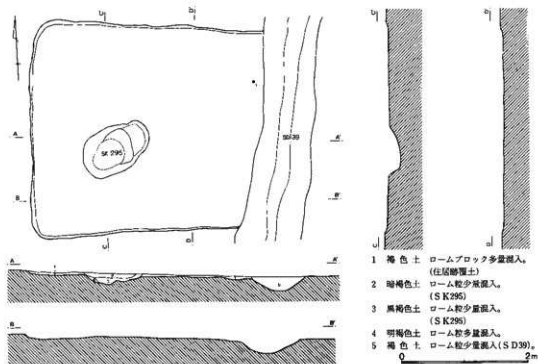 C
D
A
A'
SK 295
SD39
B
B'
C
D
A
A'
B
B'
1 褐色土 ロームブロック多量混入。
(住居跡覆土)
2 暗褐色土 ローム粒少量混入。
(SK295)
3 黒褐色土 ローム粒少量混入。
(SK295)
4 明褐色土 ローム粒多量混入。
5 褐色土 ローム粒少量混入(SD39)。
0 2m